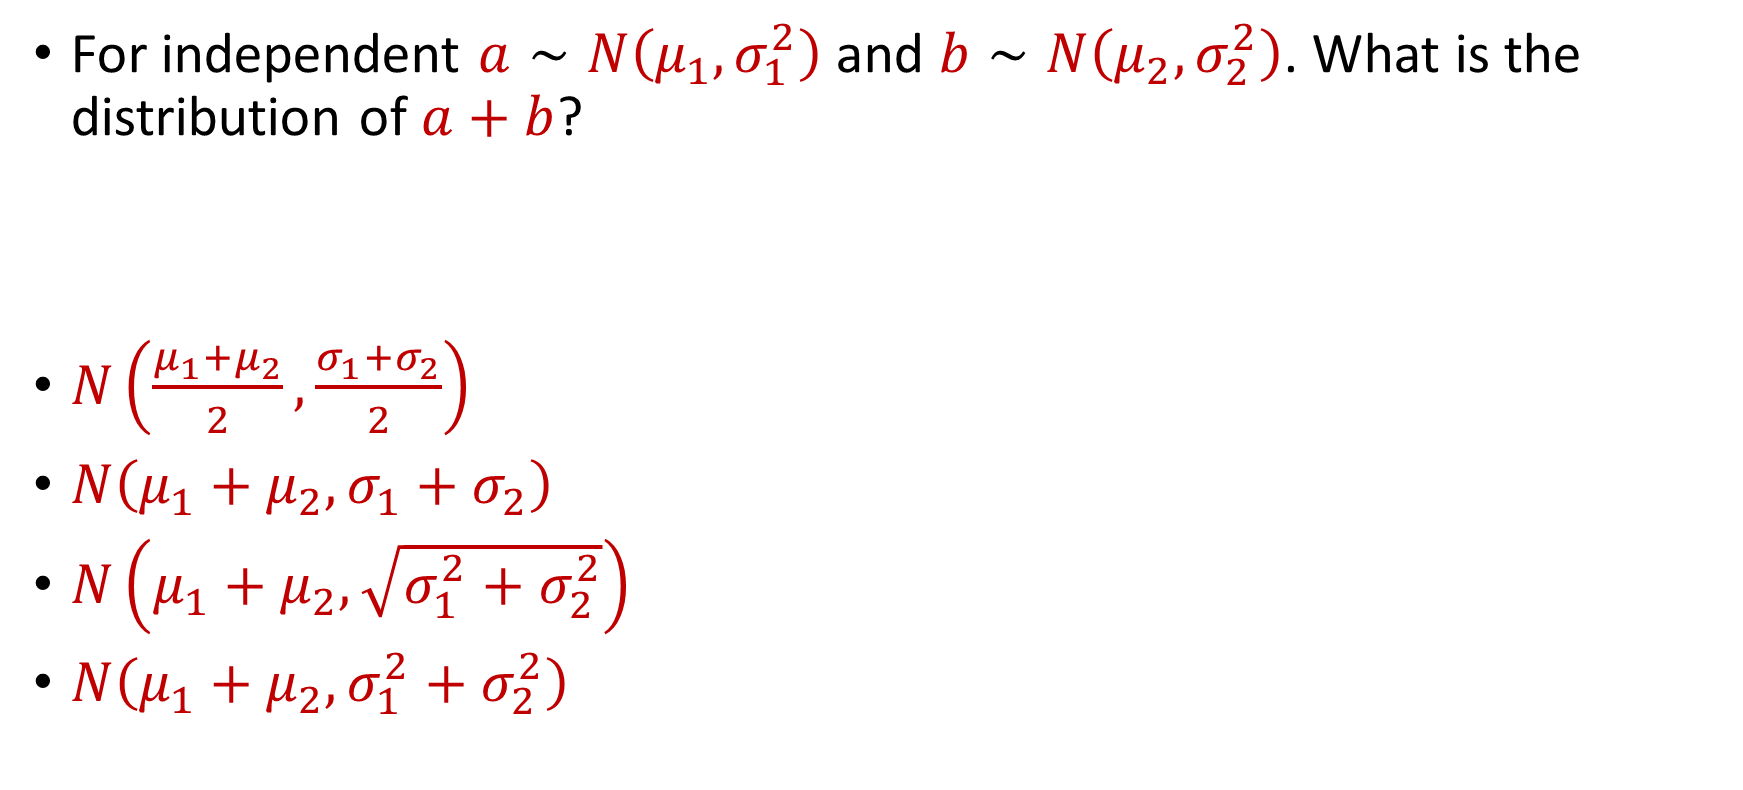 • For independent a ~ N(μ₁, σ₁²) and b ~ N(μ₂, σ₂²). What is the
distribution of a + b?
• N((μ₁+μ₂)/2, (σ₁+σ₂)/2)
• N(μ₁ + μ₂, σ₁ + σ₂)
• N(μ₁ + μ₂, √(σ₁² + σ₂²))
• N(μ₁ + μ₂, σ₁² + σ₂²)